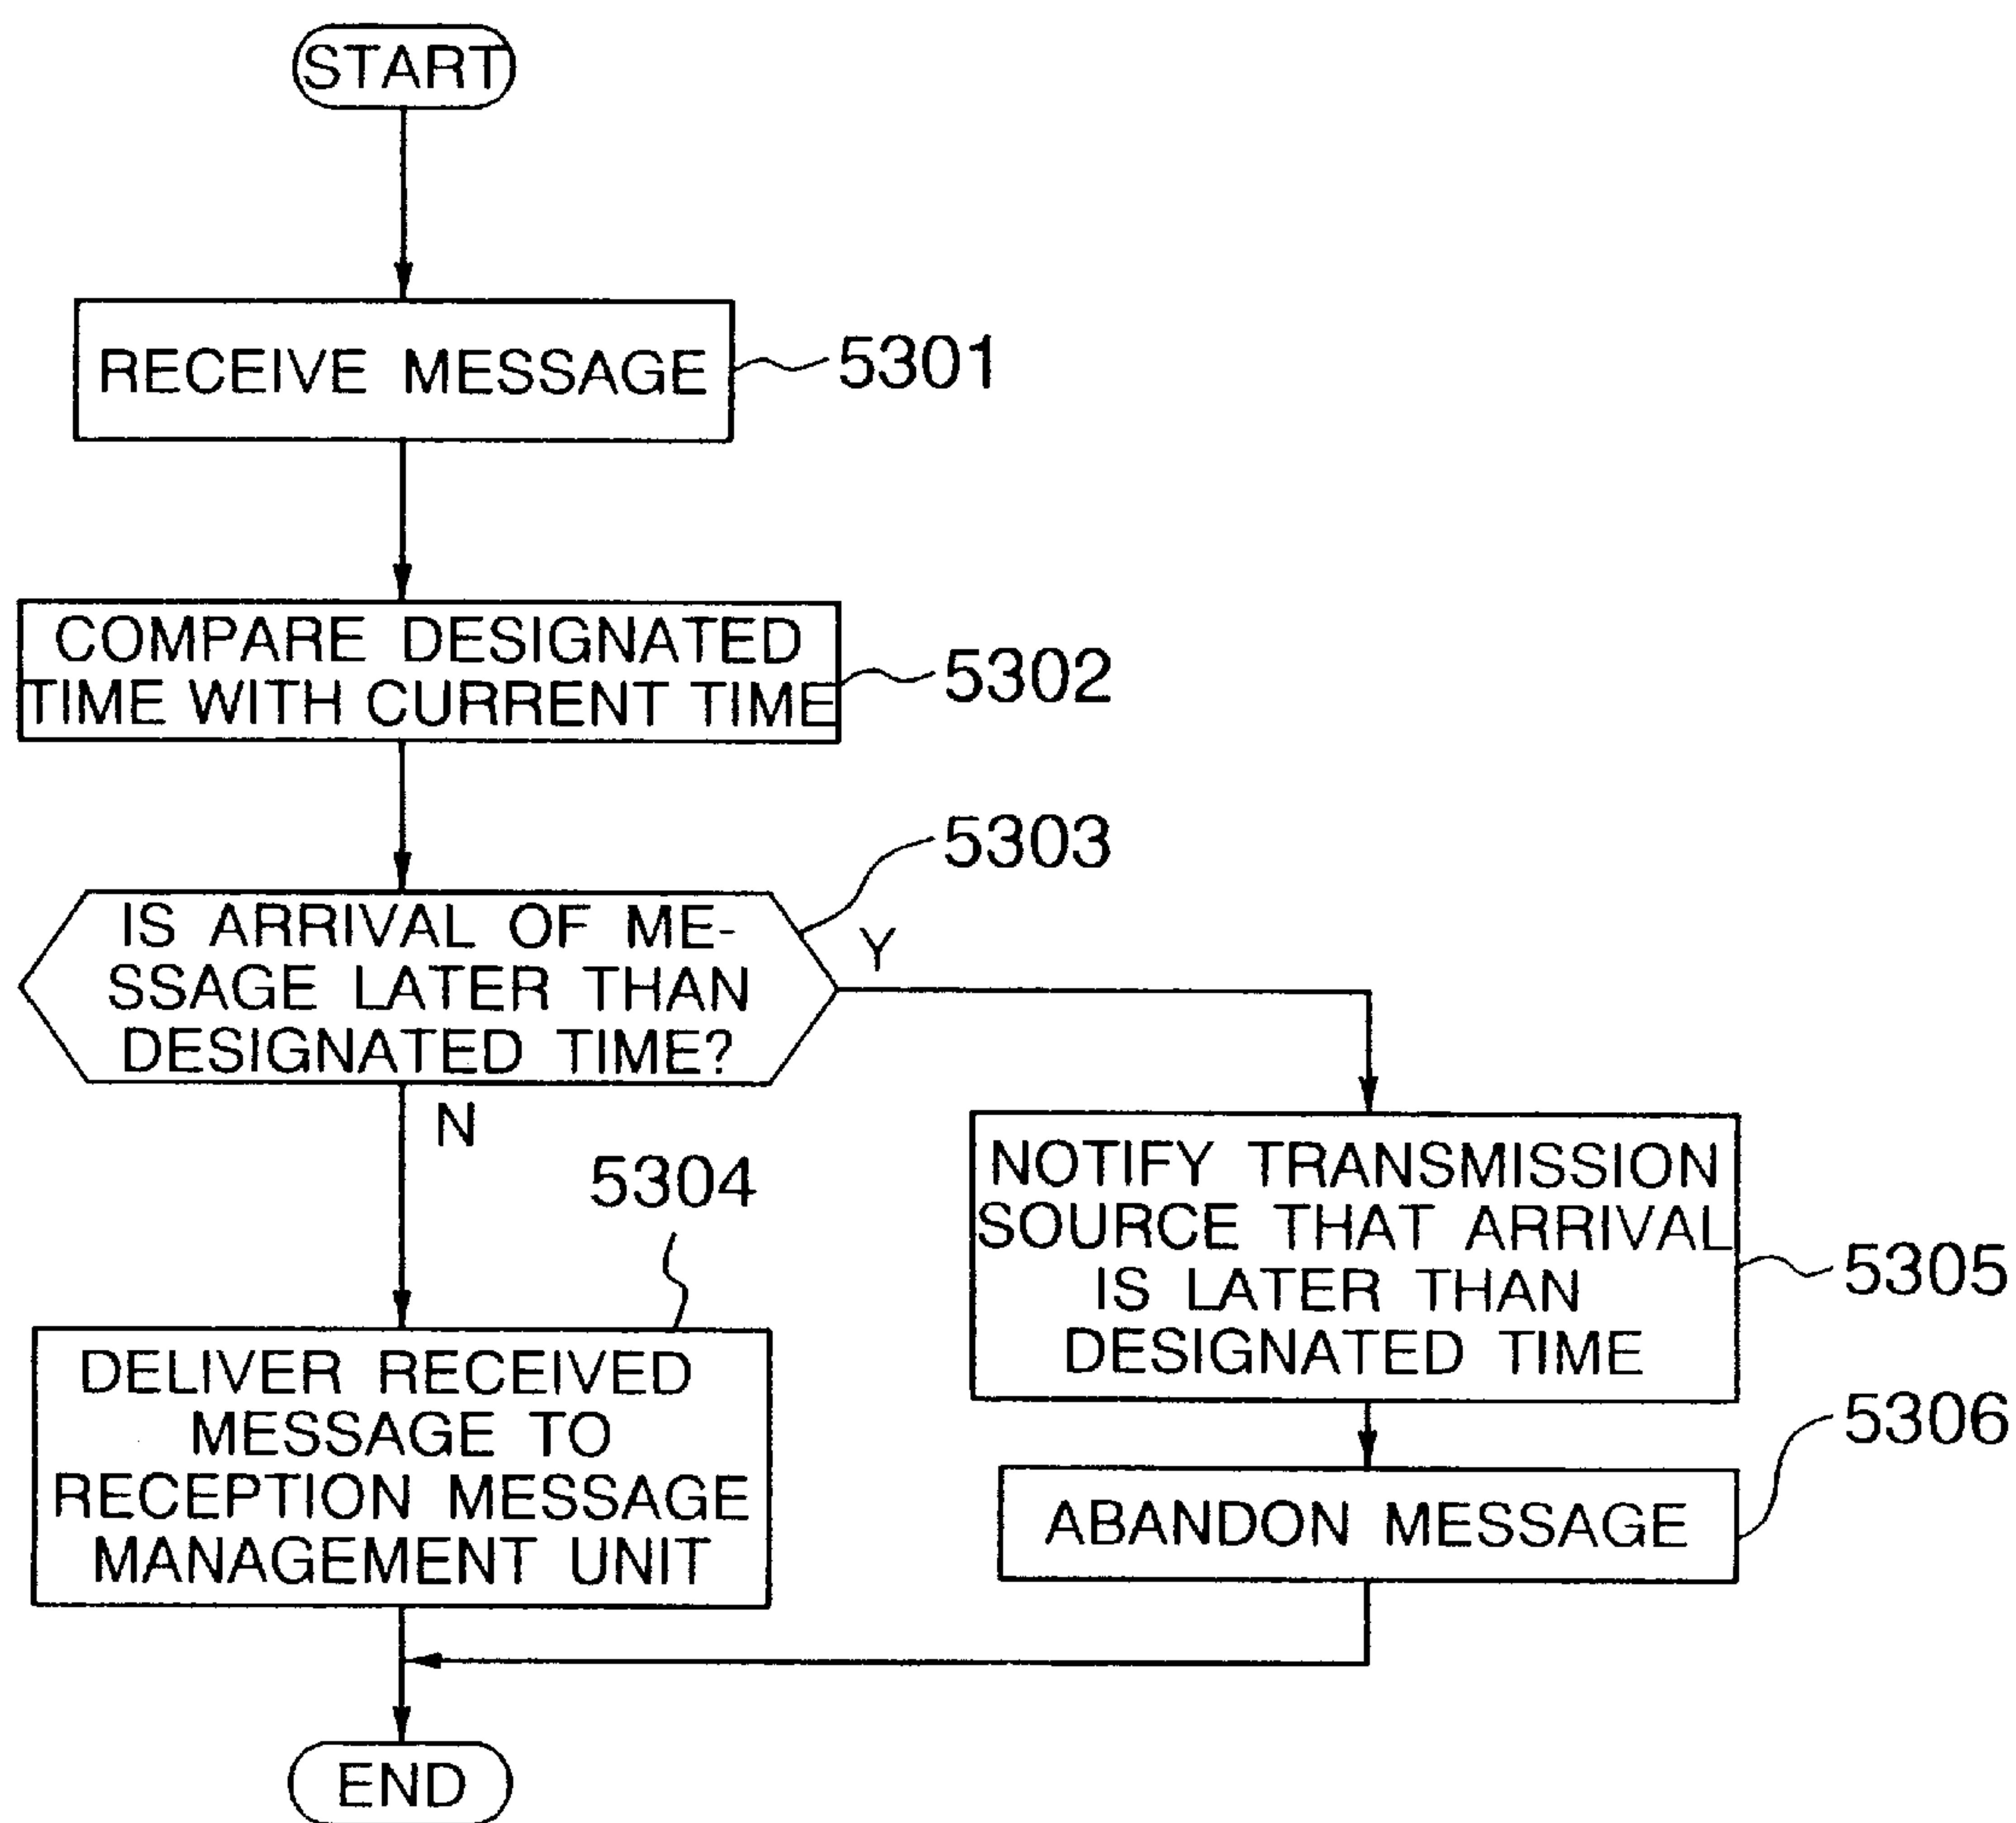 START
RECEIVE MESSAGE
5301
COMPARE DESIGNATED
TIME WITH CURRENT TIME
5302
5303
IS ARRIVAL OF ME-
SSAGE LATER THAN
DESIGNATED TIME?
Y
N
5304
DELIVER RECEIVED
MESSAGE TO
RECEPTION MESSAGE
MANAGEMENT UNIT
NOTIFY TRANSMISSION
SOURCE THAT ARRIVAL
IS LATER THAN
DESIGNATED TIME
5305
5306
ABANDON MESSAGE
END